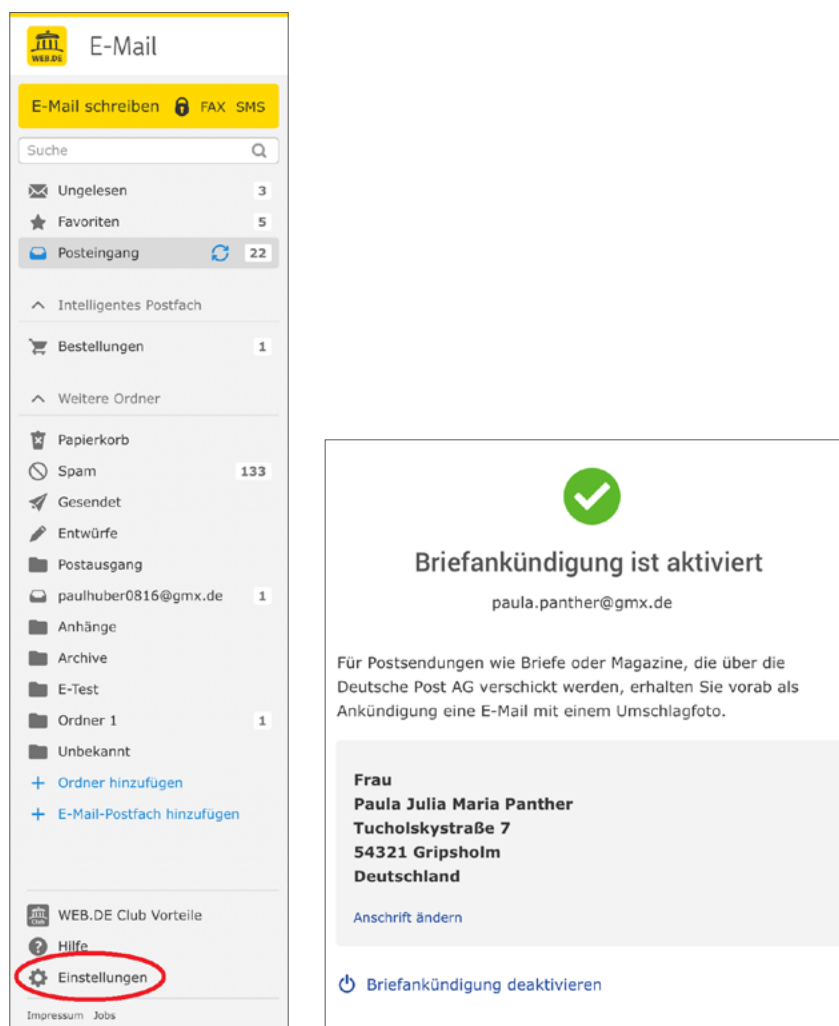 WEB.DE
E-Mail
E-Mail schreiben FAX SMS
Suche
Ungelesen 3
Favoriten 5
Posteingang 22
Intelligentes Postfach
Bestellungen 1
Weitere Ordner
Papierkorb
Spam 133
Gesendet
Entwürfe
Postausgang
paulhuber0816@gmx.de 1
Anhänge
Archive
E-Test
Ordner 1 1
Unbekannt
+ Ordner hinzufügen
+ E-Mail-Postfach hinzufügen
Club
WEB.DE Club Vorteile
? Hilfe
Einstellungen
Impressum Jobs
Briefankündigung ist aktiviert
paula.panther@gmx.de
Für Postsendungen wie Briefe oder Magazine, die über die
Deutsche Post AG verschickt werden, erhalten Sie vorab als
Ankündigung eine E-Mail mit einem Umschlagfoto.
Frau
Paula Julia Maria Panther
Tucholskystraße 7
54321 Gripsholm
Deutschland
Anschrift ändern
Briefankündigung deaktivieren